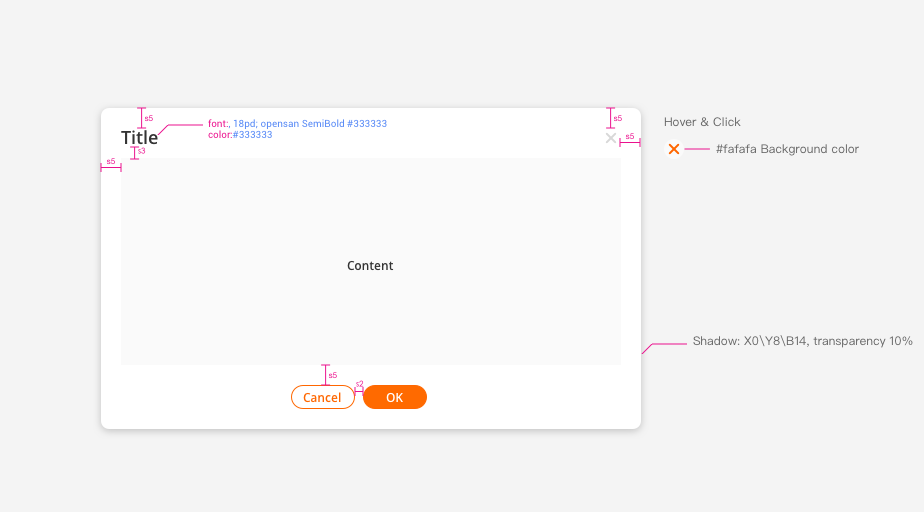 s5
s5
font:, 18pd; opensan SemiBold #333333
color:#333333
Title
s5
s3
s5
Hover & Click
#fafafa Background color
Content
Shadow: X0\Y8\B14, transparency 10%
s5
s2
Cancel
OK